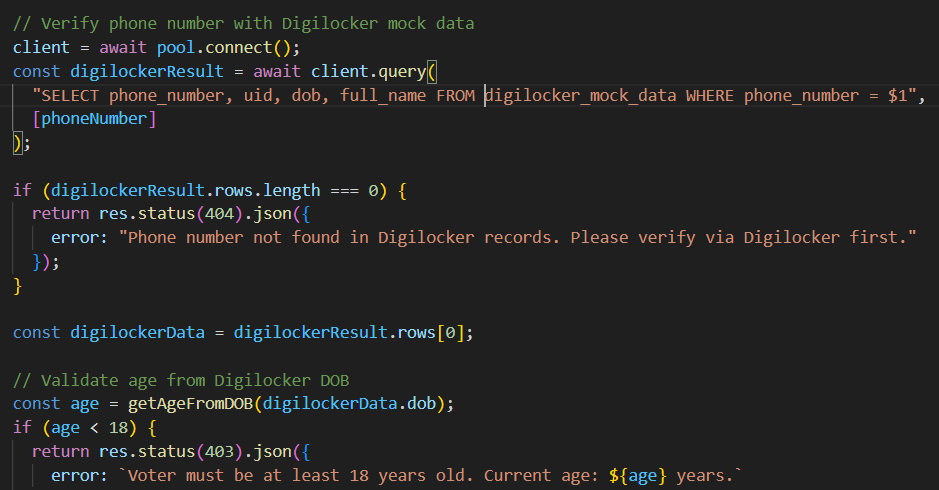 // Verify phone number with Digilocker mock data
client = await pool.connect();
const digilockerResult = await client.query(
"SELECT phone_number, uid, dob, full_name FROM digilocker_mock_data WHERE phone_number = $1",
[phoneNumber]
);
if (digilockerResult.rows.length === 0) {
return res.status(404).json({
error: "Phone number not found in Digilocker records. Please verify via Digilocker first."
});
}
const digilockerData = digilockerResult.rows[0];
// Validate age from Digilocker DOB
const age = getAgeFromDOB(digilockerData.dob);
if (age < 18) {
return res.status(403).json({
error: `Voter must be at least 18 years old. Current age: ${age} years.`